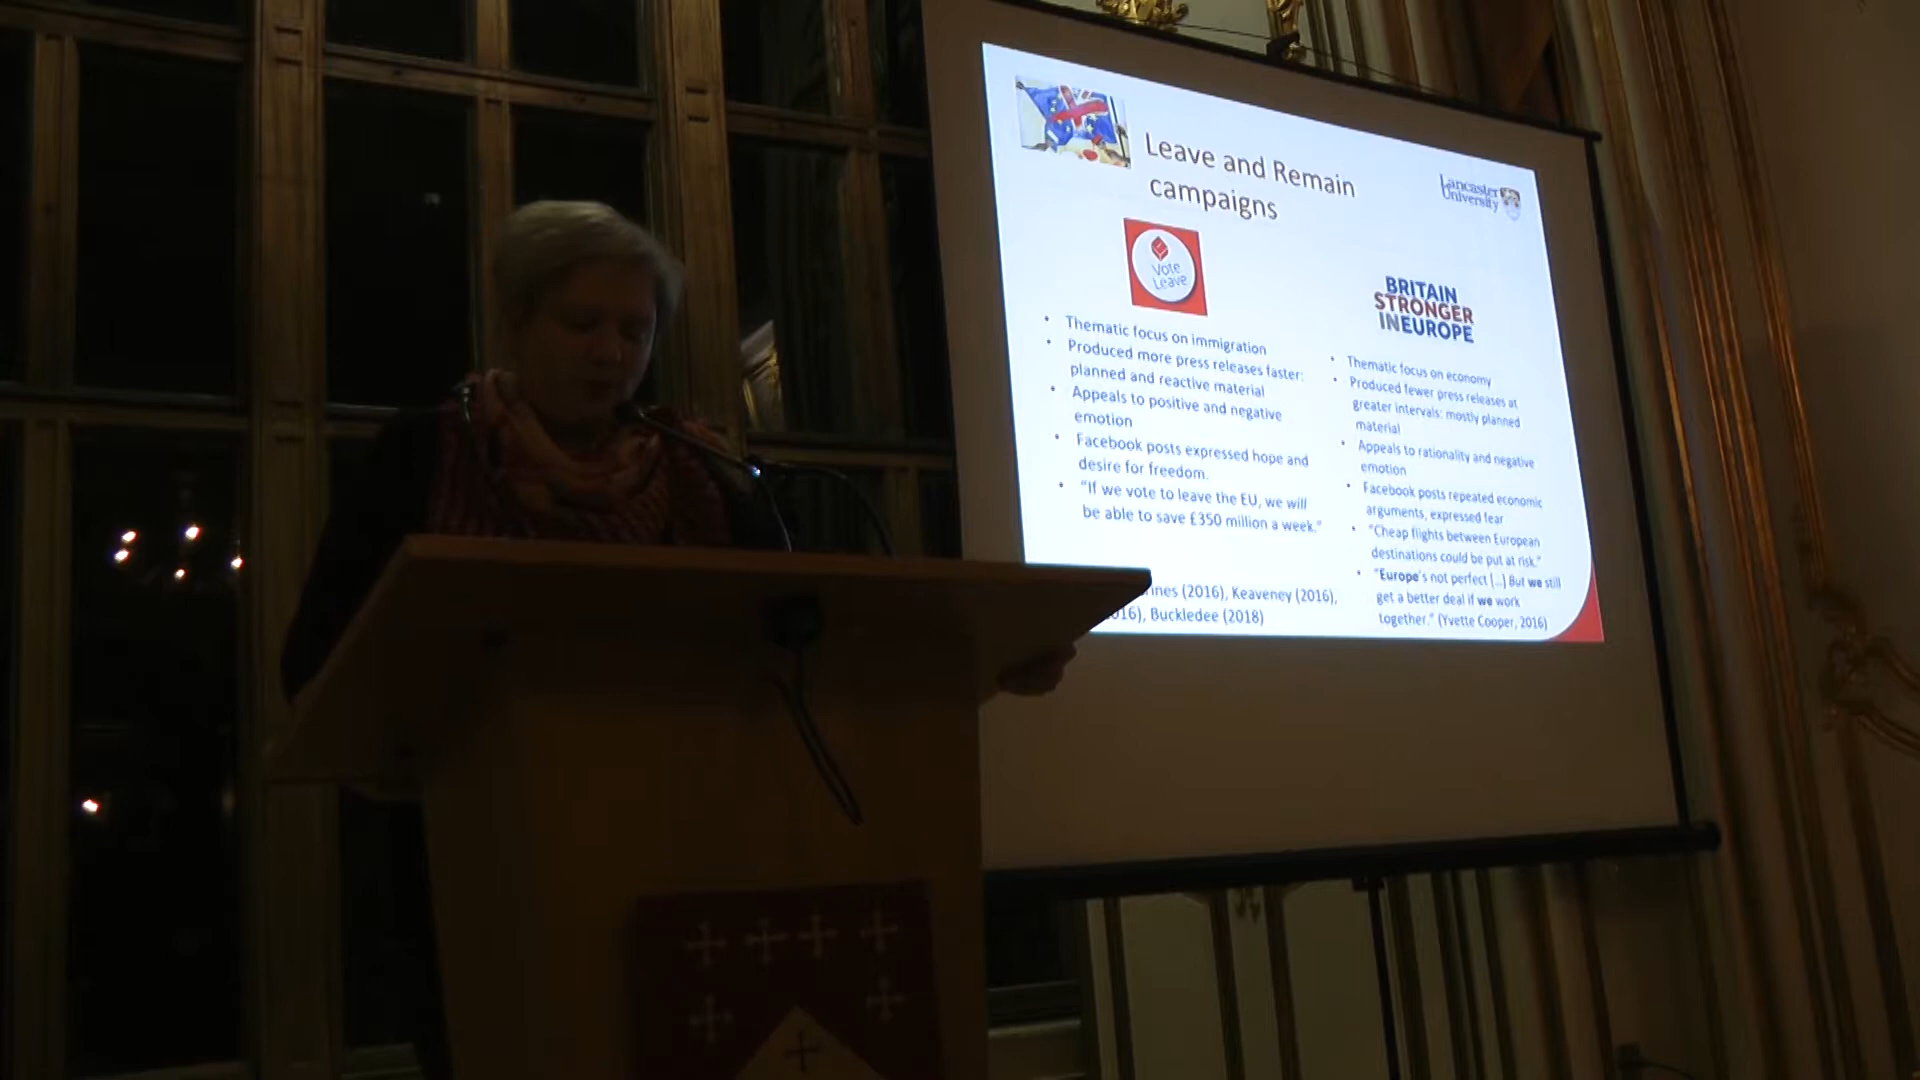 Leave and Remain
campaigns
Lancaster
University
Vote
Leave
• Thematic focus on immigration
• Produced more press releases faster:
planned and reactive material
• Appeals to positive and negative
emotion
• Facebook posts expressed hope and
desire for freedom.
• "If we vote to leave the EU, we will
be able to save £350 million a week."
BRITAIN
STRONGER
INEUROPE
• Thematic focus on economy
• Produced fewer press releases at
greater intervals: mostly planned
material
• Appeals to rationality and negative
emotion
• Facebook posts repeated economic
arguments, expressed fear
• "Cheap flights between European
destinations could be put at risk."
• "Europe's not perfect [...] But we still
get a better deal if we work
together." (Yvette Cooper, 2016)
(2016), Keaveney (2016),
Buckledee (2018)